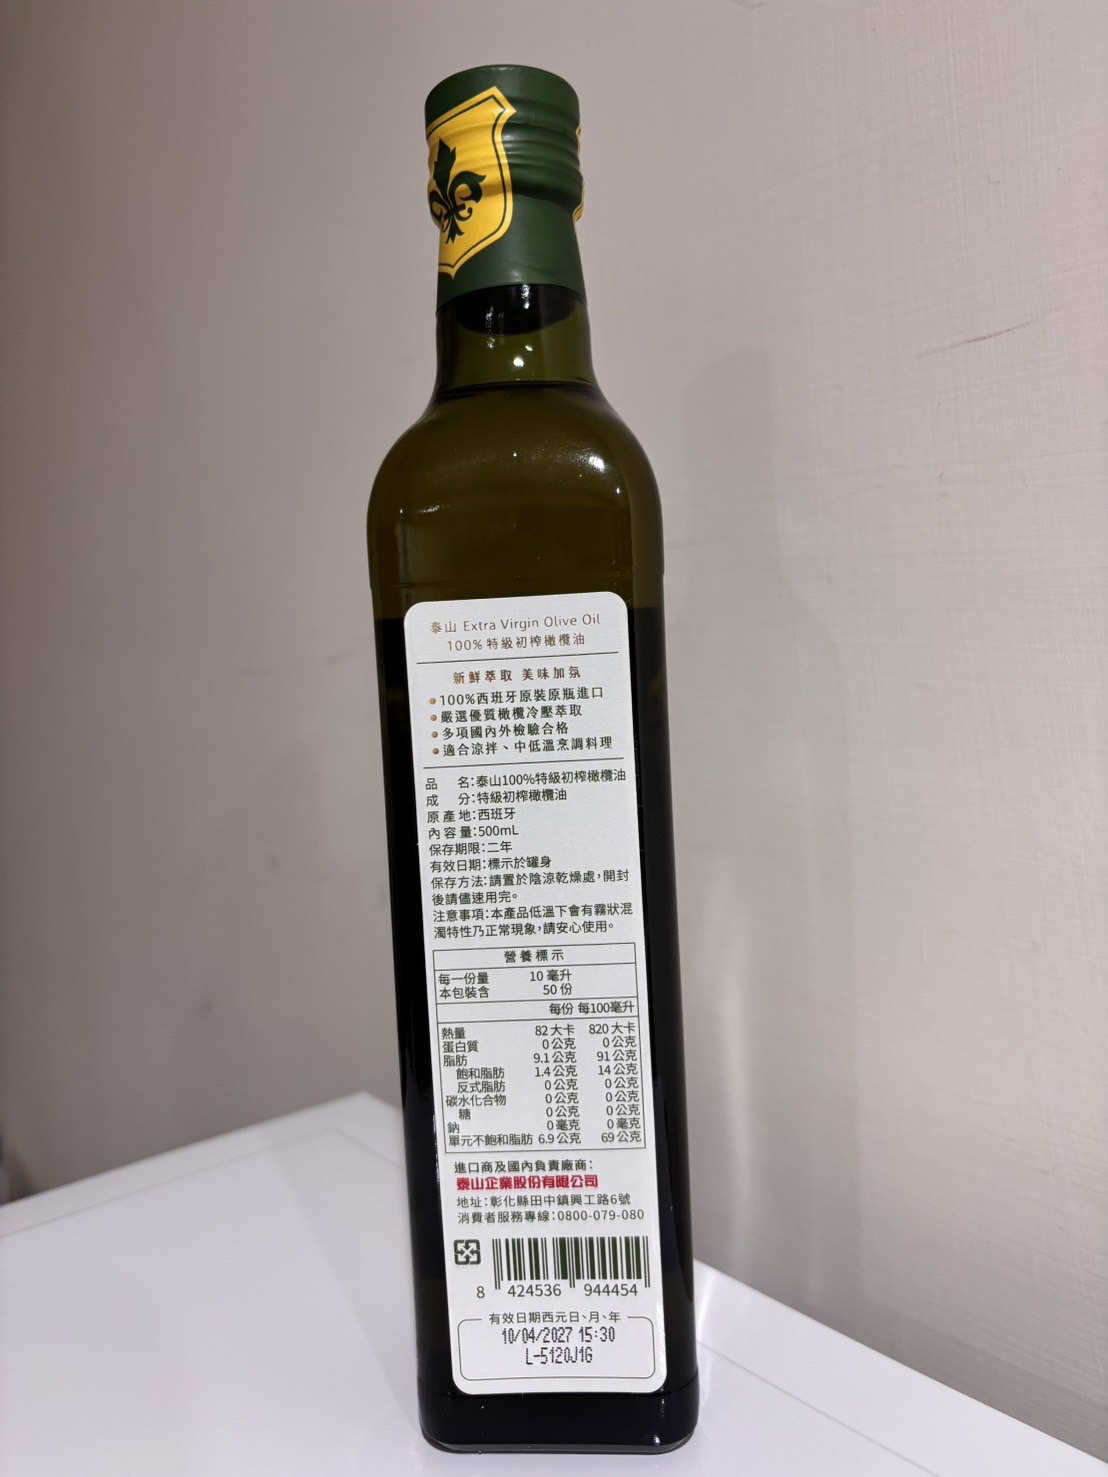 泰山 Extra Virgin Olive Oil
100%特級初榨橄欖油
新鮮萃取 美味加氛
100%西班牙原裝原瓶進口
嚴選優質橄欖冷壓萃取
多項國內外檢驗合格
適合涼拌、中低溫烹調料理
品 名:泰山100%特級初榨橄欖油
成 分:特級初榨橄欖油
原產地:西班牙
內容量:500mL
保存期限:二年
有效日期:標示於罐身
保存方法:請置於陰涼乾燥處,開封
後請儘速用完。
注意事項:本產品低溫下會有霧狀混
濁特性乃正常現象,請安心使用。
營養標示
每一份量 10毫升
本包裝含 50份
每份 每100毫升
熱量 82大卡 820大卡
蛋白質 0公克 0公克
脂肪 9.1公克 91公克
飽和脂肪 1.4公克 14公克
反式脂肪 0公克 0公克
碳水化合物 0公克 0公克
糖 0公克 0公克
鈉 0毫克 0毫克
單元不飽和脂肪 6.9公克 69公克
進口商及國內負責廠商:
泰山企業股份有限公司
地址:彰化縣田中鎮興工路6號
消費者服務專線:0800-079-080
8 424536 944454
有效日期西元日、月、年
10/04/2027 15:30
L-5120J1G